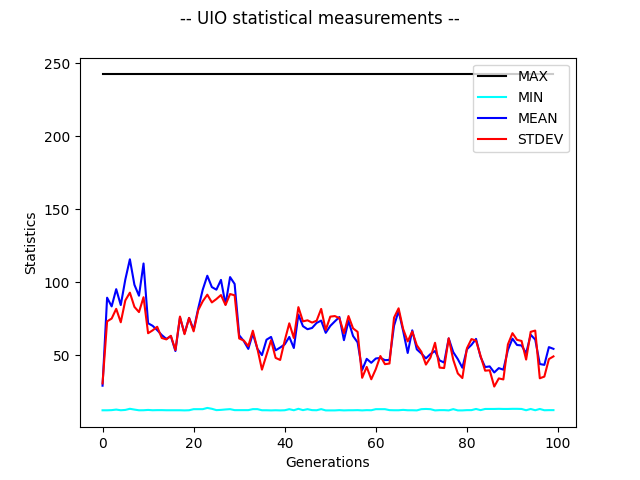 -- UIO statistical measurements --
250
200
150
100
50
Statistics
MAX
MIN
MEAN
STDEV
0 20 40 60 80 100
Generations